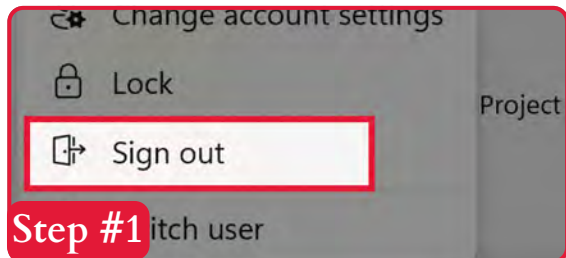 Change account settings
Lock
Project
Sign out
Step #1
itch user